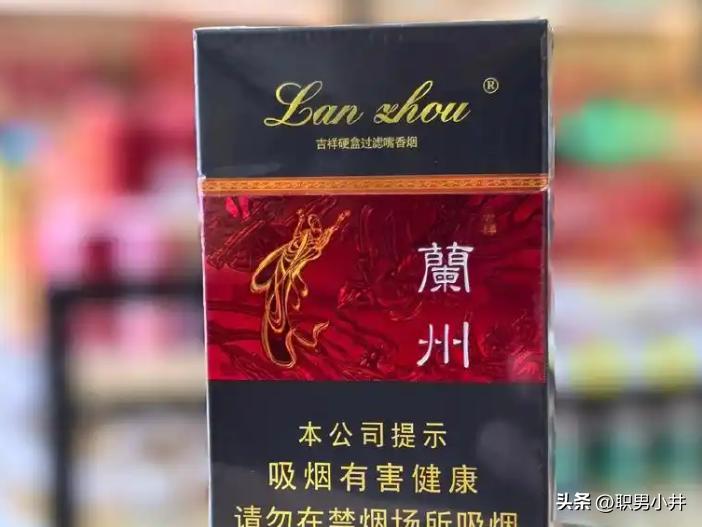 Lan zhou®
吉祥硬盒过滤嘴香烟
蘭
州
本公司提示
吸烟有害健康
请勿在禁烟场所吸烟
头条 @职男小井